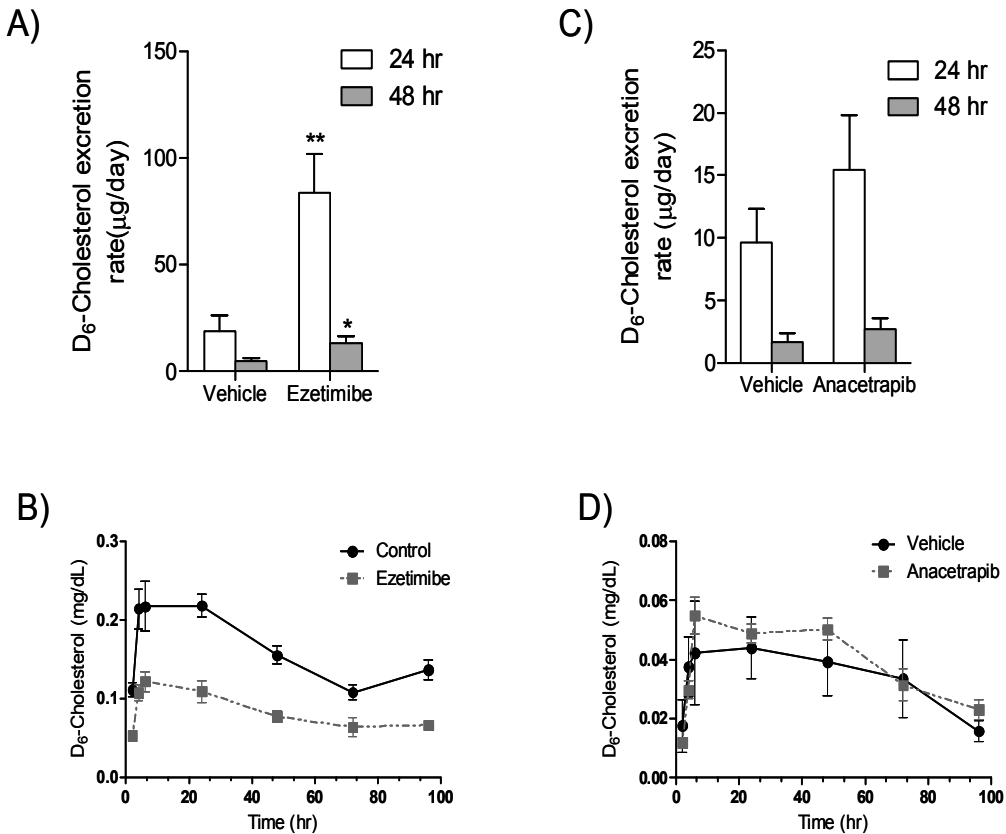 A)
D6-Cholesterol excretion
rate(μg/day)
150
100
50
0
24 hr
48 hr
**
*
Vehicle
Ezetimibe
C)
D6-Cholesterol excretion
rate (μg/day)
25
20
15
10
5
0
24 hr
48 hr
Vehicle
Anacetrapib
B)
D6-Cholesterol (mg/dL)
0.3
0.2
0.1
0.0
Control
Ezetimibe
0 20 40 60 80 100
Time (hr)
D)
D6-Cholesterol (mg/dL)
0.08
0.06
0.04
0.02
0.00
Vehicle
Anacetrapib
0 20 40 60 80 100
Time (hr)